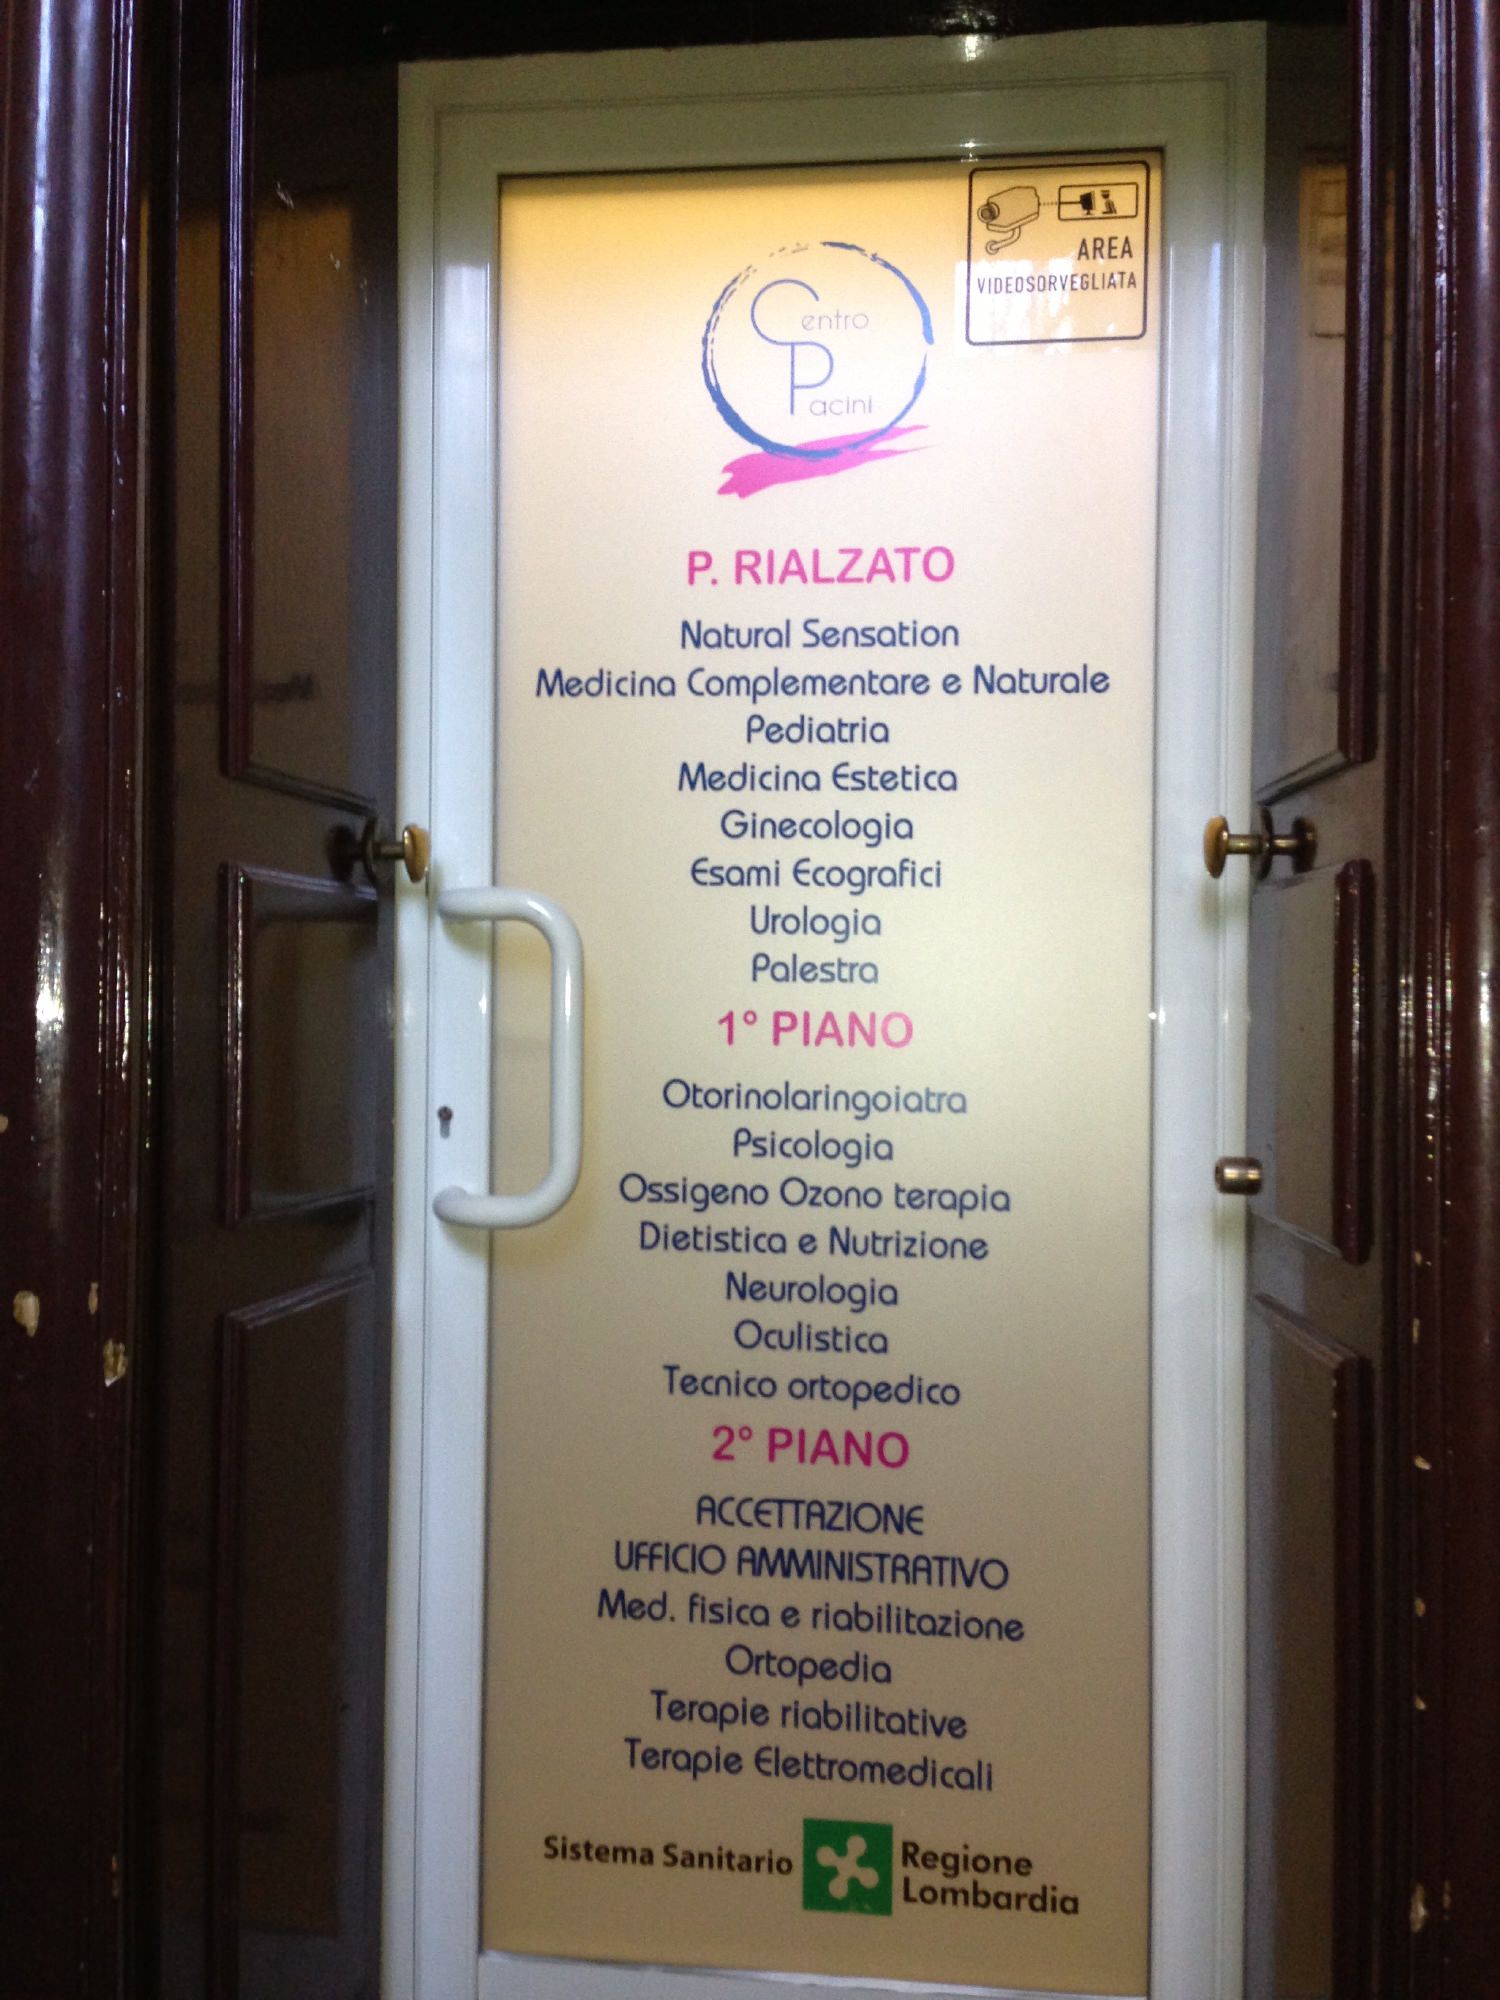 AREA
VIDEOSORVEGLIATA
Centro
Pacini
P. RIALZATO
Natural Sensation
Medicina Complementare e Naturale
Pediatria
Medicina Estetica
Ginecologia
Esami Ecografici
Urologia
Palestra
1° PIANO
Otorinolaringoiatra
Psicologia
Ossigeno Ozono terapia
Dietistica e Nutrizione
Neurologia
Oculistica
Tecnico ortopedico
2° PIANO
ACCETTAZIONE
UFFICIO AMMINISTRATIVO
Med. fisica e riabilitazione
Ortopedia
Terapie riabilitative
Terapie Elettromedicali
Sistema Sanitario
Regione
Lombardia